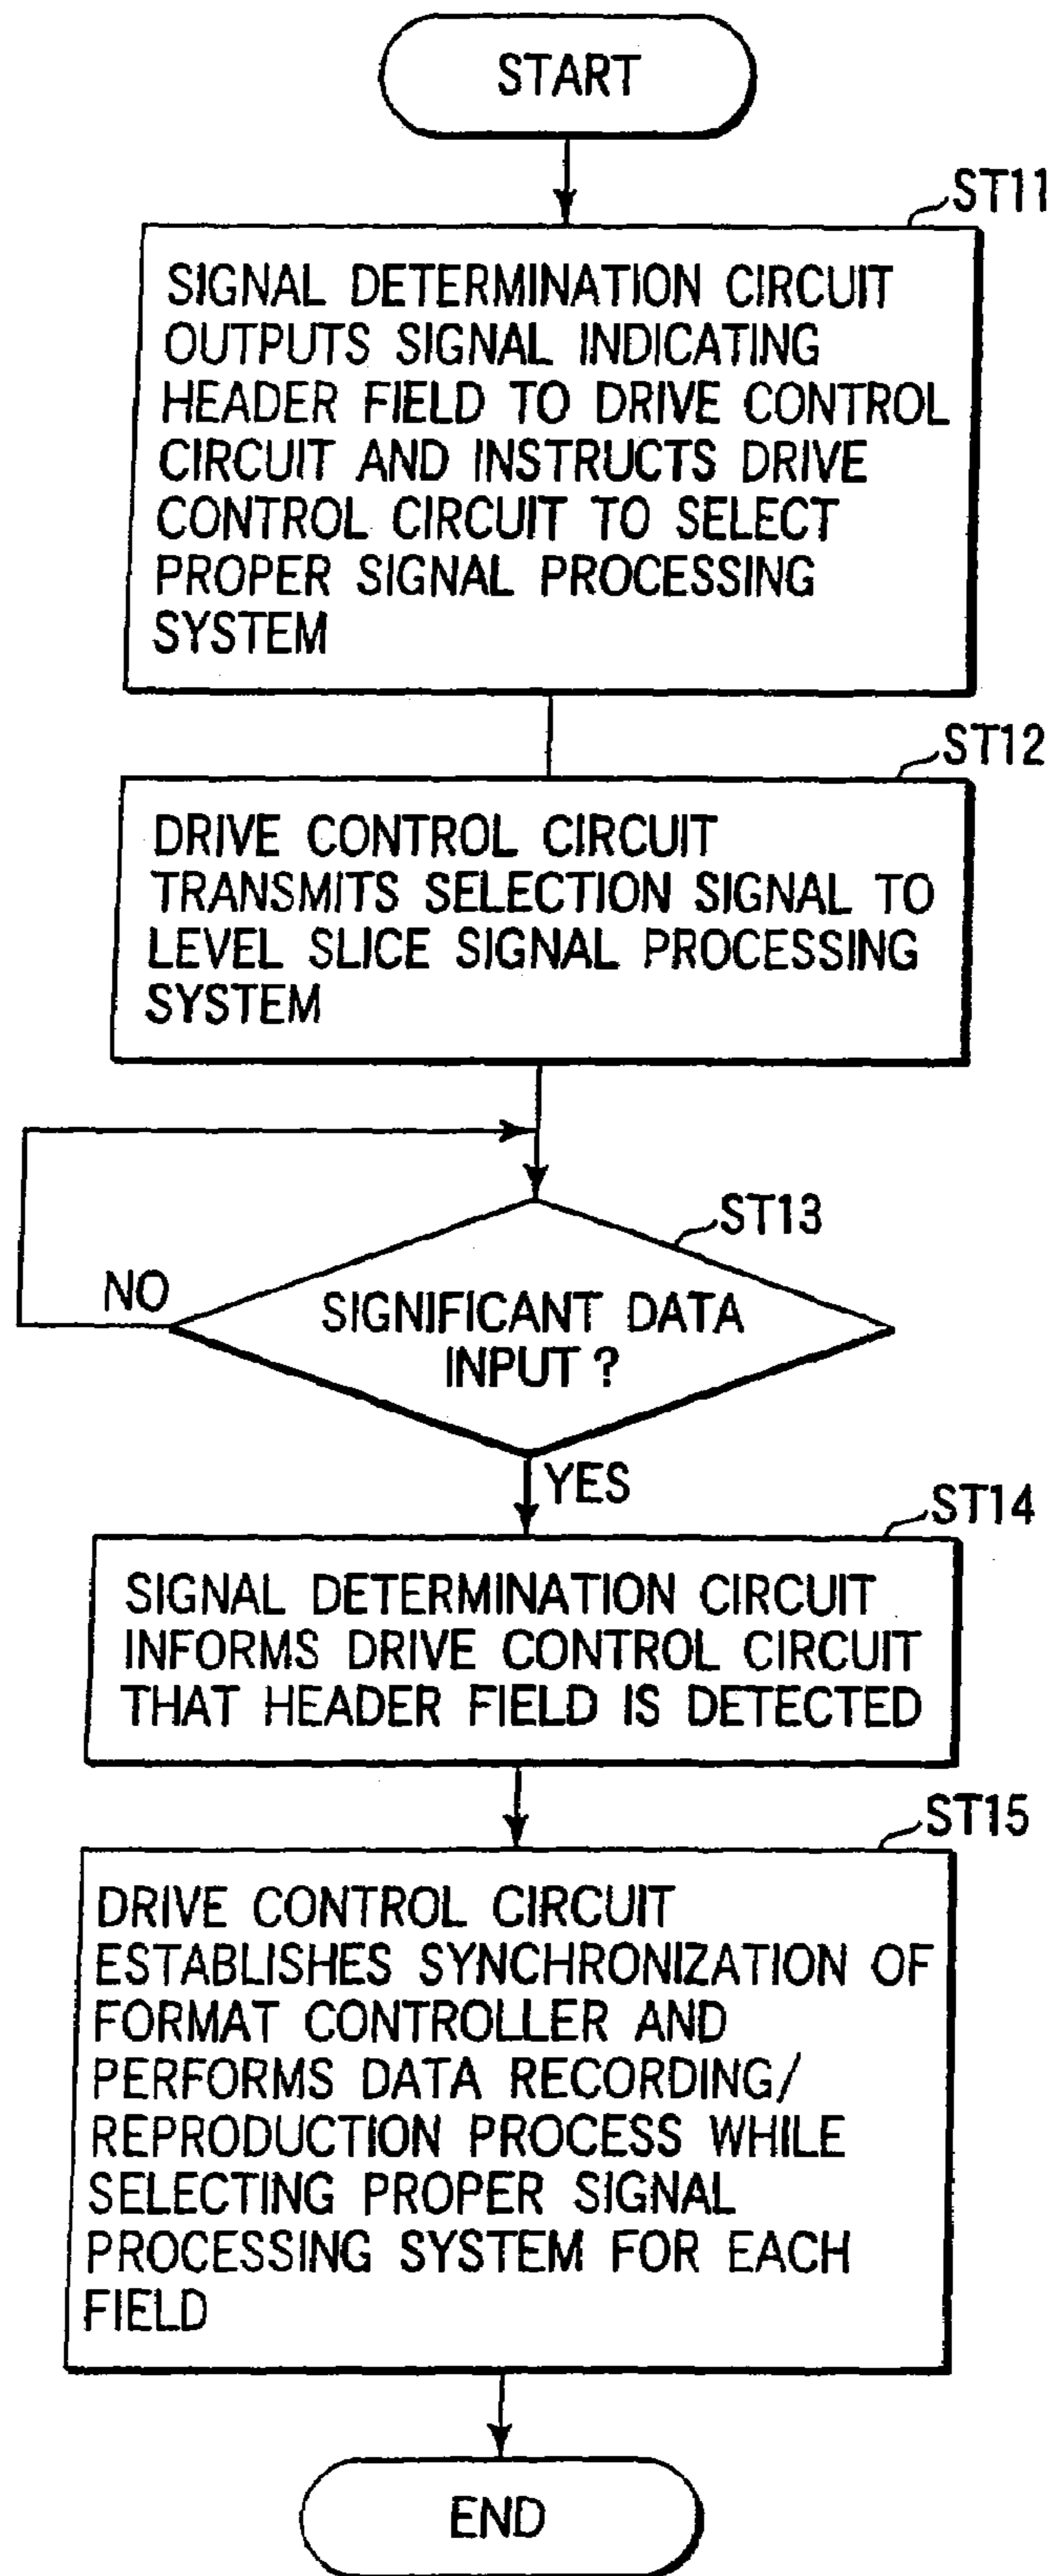 START
ST11
SIGNAL DETERMINATION CIRCUIT
OUTPUTS SIGNAL INDICATING
HEADER FIELD TO DRIVE CONTROL
CIRCUIT AND INSTRUCTS DRIVE
CONTROL CIRCUIT TO SELECT
PROPER SIGNAL PROCESSING
SYSTEM
ST12
DRIVE CONTROL CIRCUIT
TRANSMITS SELECTION SIGNAL TO
LEVEL SLICE SIGNAL PROCESSING
SYSTEM
ST13
NO
SIGNIFICANT DATA
INPUT ?
YES
ST14
SIGNAL DETERMINATION CIRCUIT
INFORMS DRIVE CONTROL CIRCUIT
THAT HEADER FIELD IS DETECTED
ST15
DRIVE CONTROL CIRCUIT
ESTABLISHES SYNCHRONIZATION OF
FORMAT CONTROLLER AND
PERFORMS DATA RECORDING/
REPRODUCTION PROCESS WHILE
SELECTING PROPER SIGNAL
PROCESSING SYSTEM FOR EACH
FIELD
END